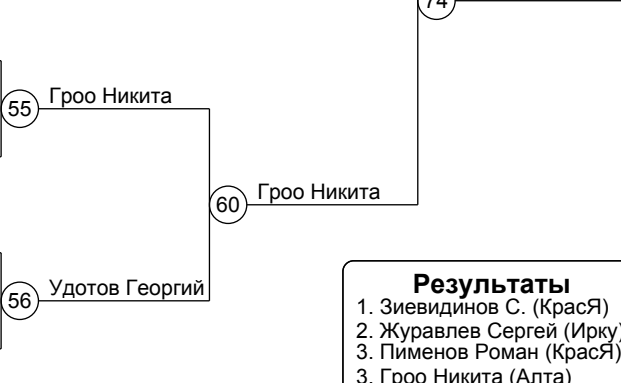 74
Гроо Никита
55
Гроо Никита
60
Удотов Георгий
56
Результаты
1. Зиевидинов С. (КрасЯ)
2. Журавлев Сергей (Ирку)
3. Пименов Роман (КрасЯ)
3. Гроо Никита (Алта)